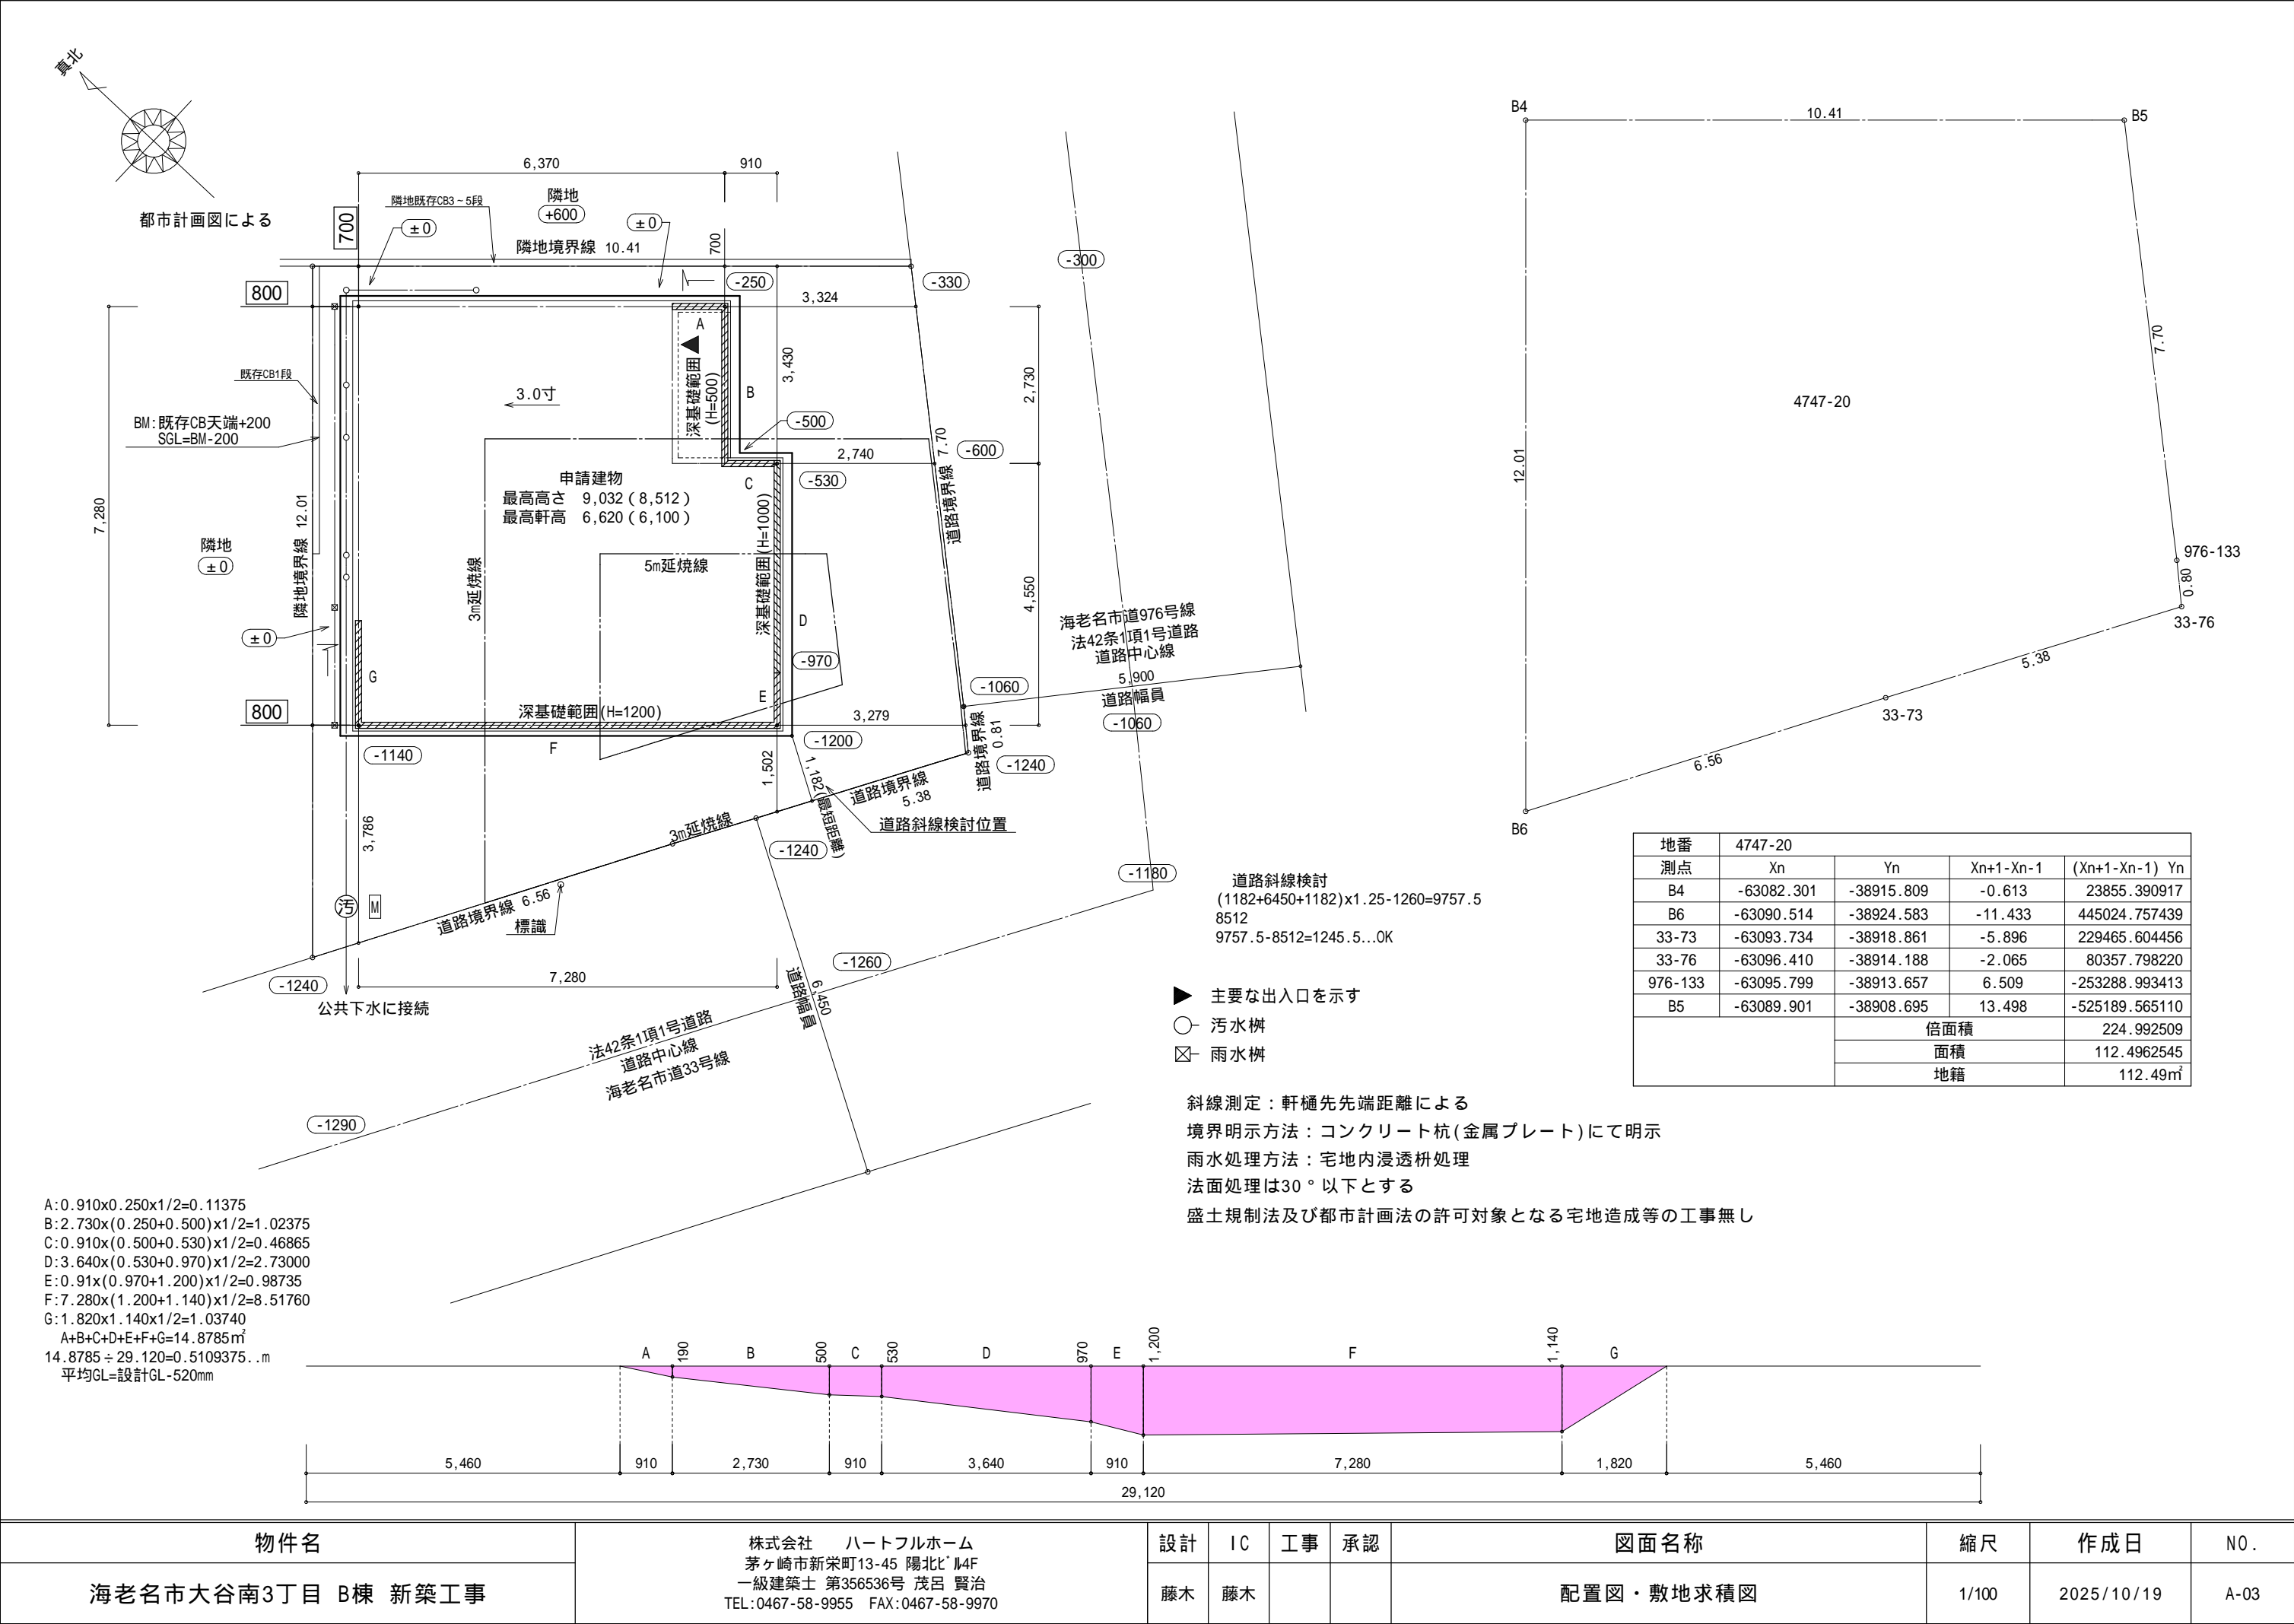 真北
都市計画図による
6,370
910
隣地既存CB3~5段
隣地
+600
±0
±0
700
隣地境界線 10.41
700
-250
-330
-300
800
3,324
A
3,430
深基礎範囲
(H=500)
B
2,730
既存CB1段
3.0寸
BM:既存CB天端+200
SGL=BM-200
-500
2,740
-600
道路境界線 7.70
C
-530
申請建物
最高高さ 9,032(8,512)
最高軒高 6,620(6,100)
7,280
隣地境界線 12.01
隣地
±0
3m延焼線
5m延焼線
深基礎範囲(H=1000)
4,550
海老名市道976号線
法42条1項1号道路
道路中心線
5,900
道路幅員
-1060
-1060
±0
D
-970
G
E
深基礎範囲(H=1200)
800
3,279
F
-1140
-1200
道路境界線
0.81
-1240
1,502
1,182(最短距離)
道路境界線
5.38
道路斜線検討位置
3,786
3m延焼線
-1240
-1180
汚
M
道路境界線 6.56
標識
-1240
7,280
公共下水に接続
-1260
道路幅員
6,450
法42条1項1号道路
道路中心線
海老名市道33号線
-1290
B4
10.41
B5
7.70
4747-20
12.01
976-133
0.80
33-76
5.38
33-73
6.56
B6
地番 4747-20
測点 Xn Yn Xn+1-Xn-1 (Xn+1-Xn-1) Yn
B4 -63082.301 -38915.809 -0.613 23855.390917
B6 -63090.514 -38924.583 -11.433 445024.757439
33-73 -63093.734 -38918.861 -5.896 229465.604456
33-76 -63096.410 -38914.188 -2.065 80357.798220
976-133 -63095.799 -38913.657 6.509 -253288.993413
B5 -63089.901 -38908.695 13.498 -525189.565110
倍面積 224.992509
面積 112.4962545
地籍 112.49㎡
道路斜線検討
(1182+6450+1182)x1.25-1260=9757.5
8512
9757.5-8512=1245.5...OK
主要な出入口を示す
汚水桝
雨水桝
斜線測定：軒樋先先端距離による
境界明示方法：コンクリート杭(金属プレート)にて明示
雨水処理方法：宅地内浸透枡処理
法面処理は30°以下とする
盛土規制法及び都市計画法の許可対象となる宅地造成等の工事無し
A:0.910x0.250x1/2=0.11375
B:2.730x(0.250+0.500)x1/2=1.02375
C:0.910x(0.500+0.530)x1/2=0.46865
D:3.640x(0.530+0.970)x1/2=2.73000
E:0.91x(0.970+1.200)x1/2=0.98735
F:7.280x(1.200+1.140)x1/2=8.51760
G:1.820x1.140x1/2=1.03740
A+B+C+D+E+F+G=14.8785㎡
14.8785÷29.120=0.5109375..m
平均GL=設計GL-520mm
A 190 B 500 C 530 D 970 E 1,200 F 1,140 G
5,460 910 2,730 910 3,640 910 7,280 1,820 5,460
29,120
物件名
海老名市大谷南3丁目 B棟 新築工事
株式会社 ハートフルホーム
茅ヶ崎市新栄町13-45 陽北ビル4F
一級建築士 第356536号 茂呂 賢治
TEL:0467-58-9955 FAX:0467-58-9970
設計 IC 工事 承認 図面名称 縮尺 作成日 NO.
藤木 藤木 配置図・敷地求積図 1/100 2025/10/19 A-03